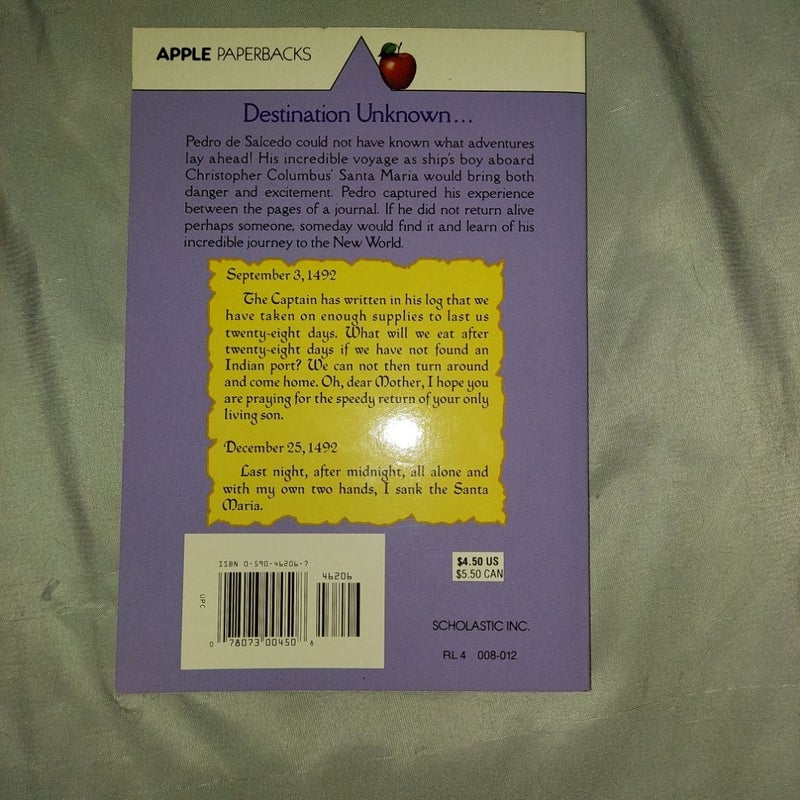 APPLE PAPERBACKS
Destination Unknown...
Pedro de Salcedo could not have known what adventures
lay ahead! His incredible voyage as ship's boy aboard
Christopher Columbus' Santa Maria would bring both
danger and excitement. Pedro captured his experience
between the pages of a journal. If he did not return alive
perhaps someone, someday would find it and learn of his
incredible journey to the New World.
September 3, 1492
The Captain has written in his log that we
have taken on enough supplies to last us
twenty-eight days. What will we eat after
twenty-eight days if we have not found an
Indian port? We can not then turn around
and come home. Oh, dear Mother, I hope you
are praying for the speedy return of your only
living son.
December 25, 1492
Last night, after midnight, all alone and
with my own two hands, I sank the Santa
Maria.
ISBN 0-590-46206-7
46206
UPC
0 78073 00450 8
$4.50 US
$5.50 CAN
SCHOLASTIC INC.
RL4 008-012